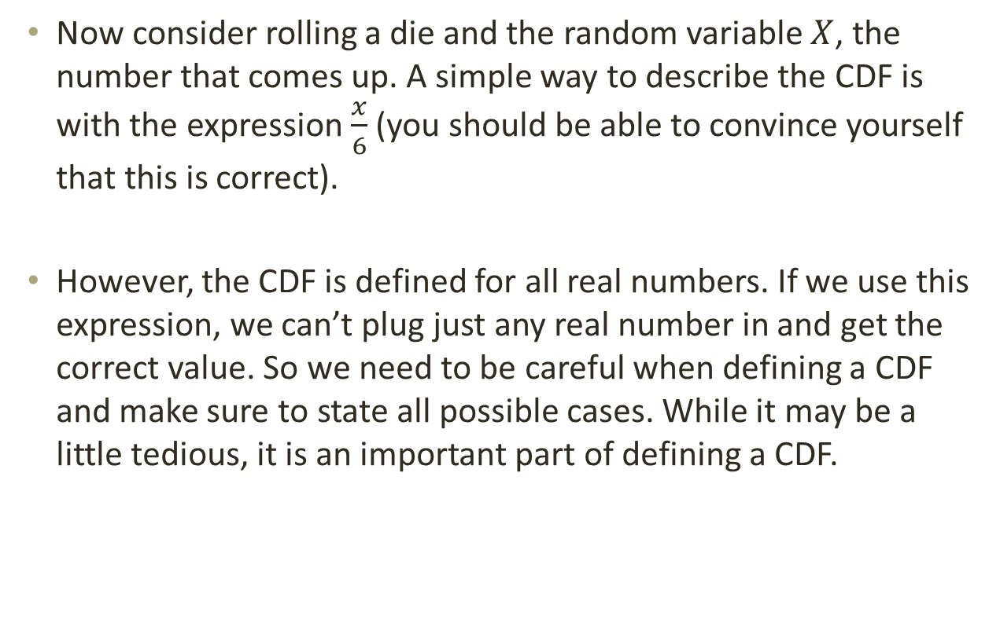 • Now consider rolling a die and the random variable X, the
number that comes up. A simple way to describe the CDF is
with the expression x/6 (you should be able to convince yourself
that this is correct).
• However, the CDF is defined for all real numbers. If we use this
expression, we can’t plug just any real number in and get the
correct value. So we need to be careful when defining a CDF
and make sure to state all possible cases. While it may be a
little tedious, it is an important part of defining a CDF.